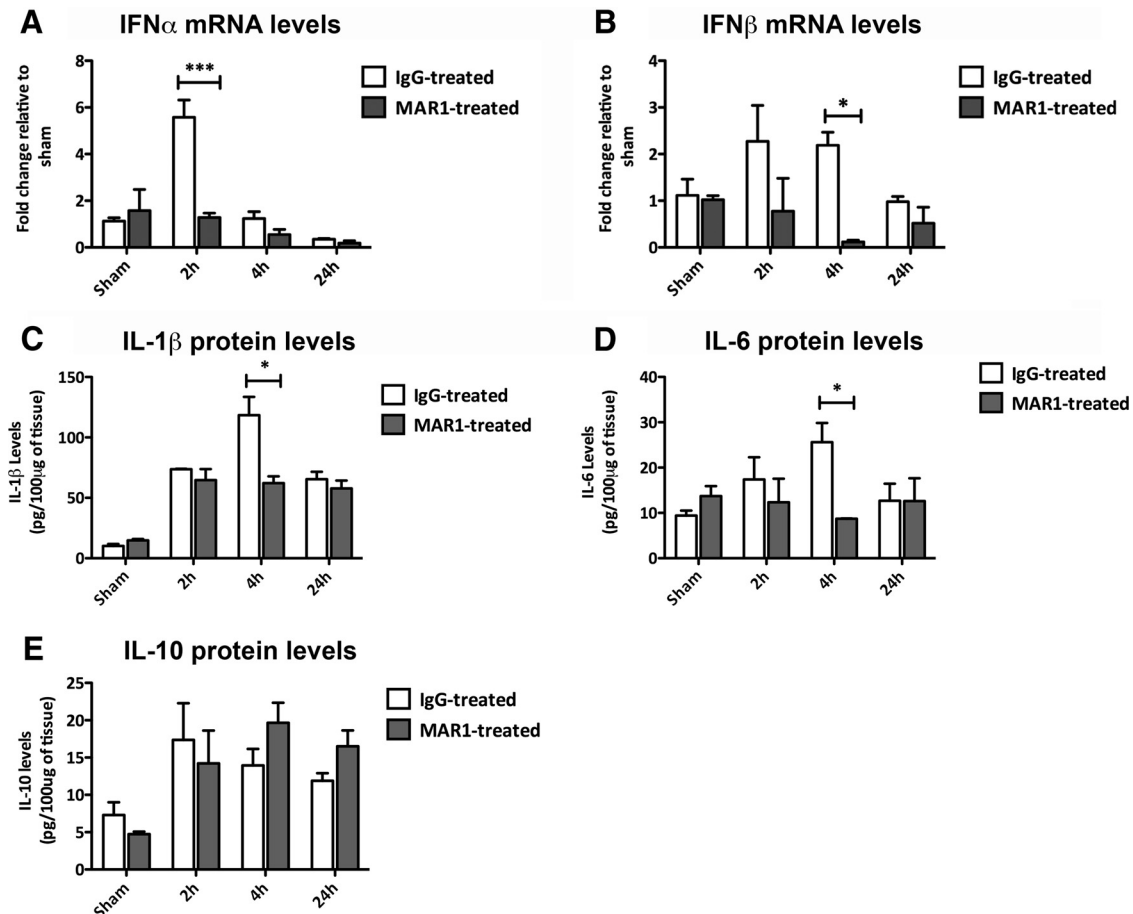 A
IFNα mRNA levels
Fold change relative to
sham
8
6
4
2
0
***
Sham
2h
4h
24h
IgG-treated
MAR1-treated
B
IFNβ mRNA levels
Fold change relative to
sham
4
3
2
1
0
*
Sham
2h
4h
24h
IgG-treated
MAR1-treated
C
IL-1β protein levels
IL-1β Levels
(pg/100μg of tissue)
150
100
50
0
*
Sham
2h
4h
24h
IgG-treated
MAR1-treated
D
IL-6 protein levels
IL-6 Levels
(pg/100μg of tissue)
40
30
20
10
0
*
Sham
2h
4h
24h
IgG-treated
MAR1-treated
E
IL-10 protein levels
IL-10 levels
(pg/100ug of tissue)
25
20
15
10
5
0
Sham
2h
4h
24h
IgG-treated
MAR1-treated